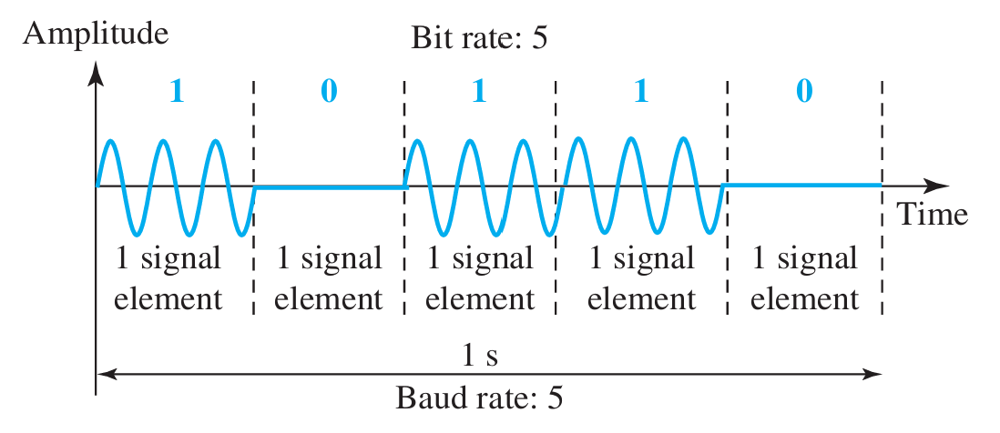 Amplitude
Bit rate: 5
1 0 1 1 0
Time
1 signal 1 signal 1 signal 1 signal 1 signal
element element element element element
1 s
Baud rate: 5